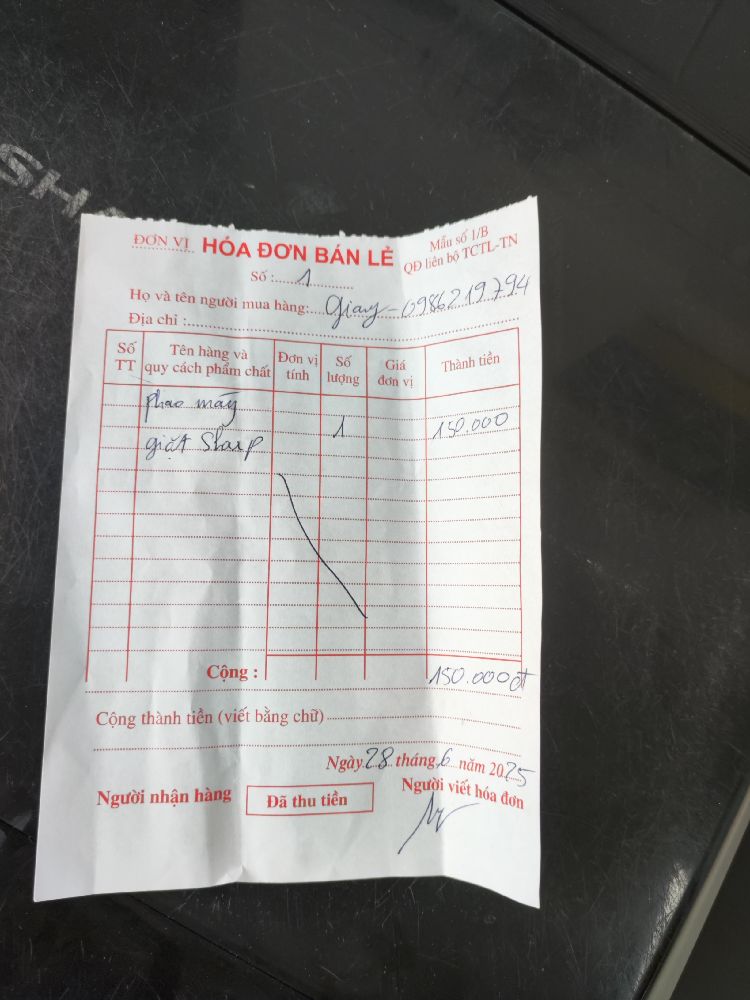 SHA
ĐƠN VỊ HÓA ĐƠN BÁN LẺ Mẫu số 1/B
QĐ liên bộ TCTL-TN
Số : 1
Họ và tên người mua hàng: Giay - 0986219794
Địa chỉ :
Số TT Tên hàng và quy cách phẩm chất Đơn vị tính Số lượng Giá đơn vị Thành tiền
phao máy
giặt Sharp 1 150.000
Cộng : 150.000đ
Cộng thành tiền (viết bằng chữ)
Ngày 28 tháng 6 năm 2025
Người nhận hàng Đã thu tiền Người viết hóa đơn